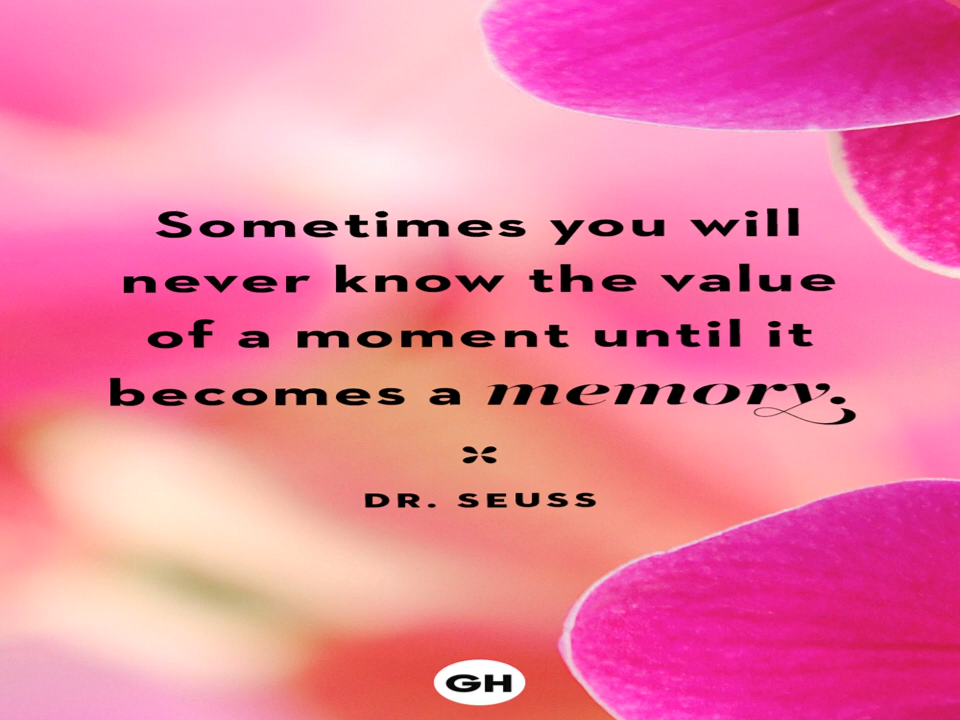 Sometimes you will
never know the value
of a moment until it
becomes a memory.
DR. SEUSS
GH